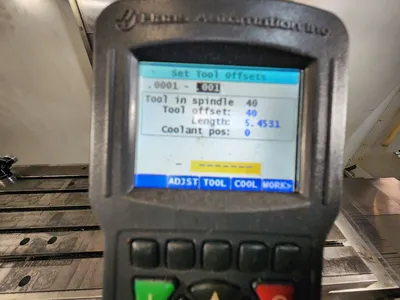 Haas Automation Inc
Set Tool Offsets
.0001 - .001
Tool in spindle 40
Tool offset: 40
Length: 5.4531
Coolant pos: 0
- ------
ADJST TOOL COOL WORK>